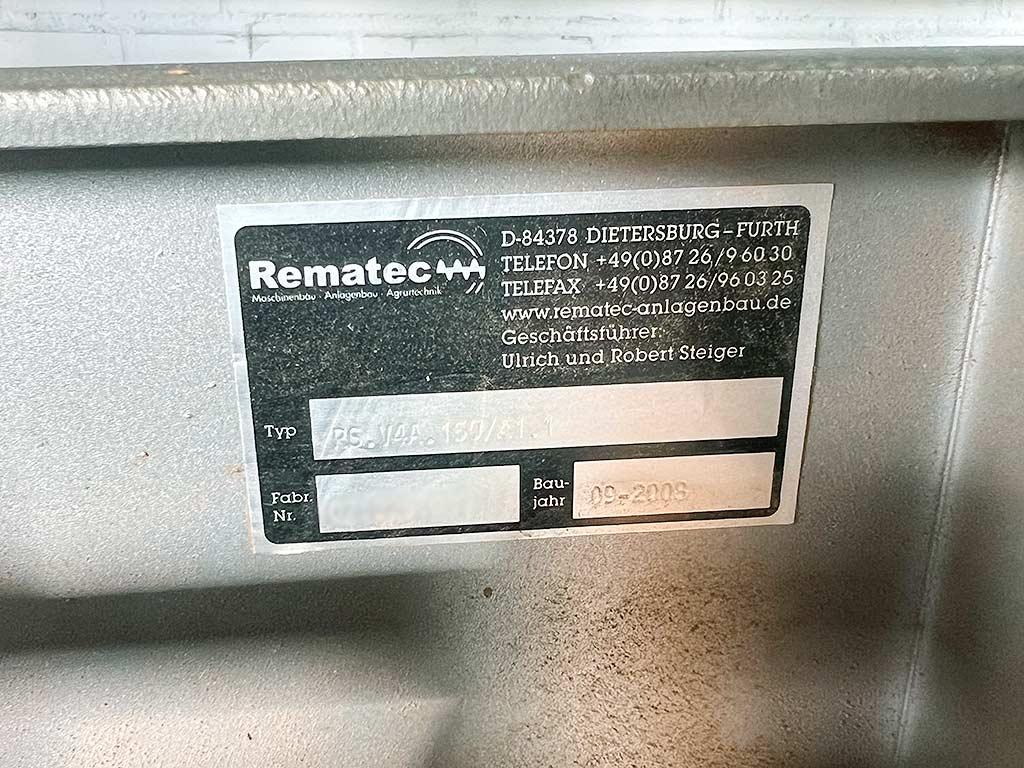 Rematec
Maschinenbau · Anlagenbau · Agrartechnik
D-84378 DIETERSBURG – FÜRTH
TELEFON +49(0)87 26/9 60 30
TELEFAX +49(0)87 26/96 03 25
www.rematec-anlagenbau.de
Geschäftsführer:
Ulrich und Robert Steiger
Typ
Fabr.
Nr.
Bau-
jahr